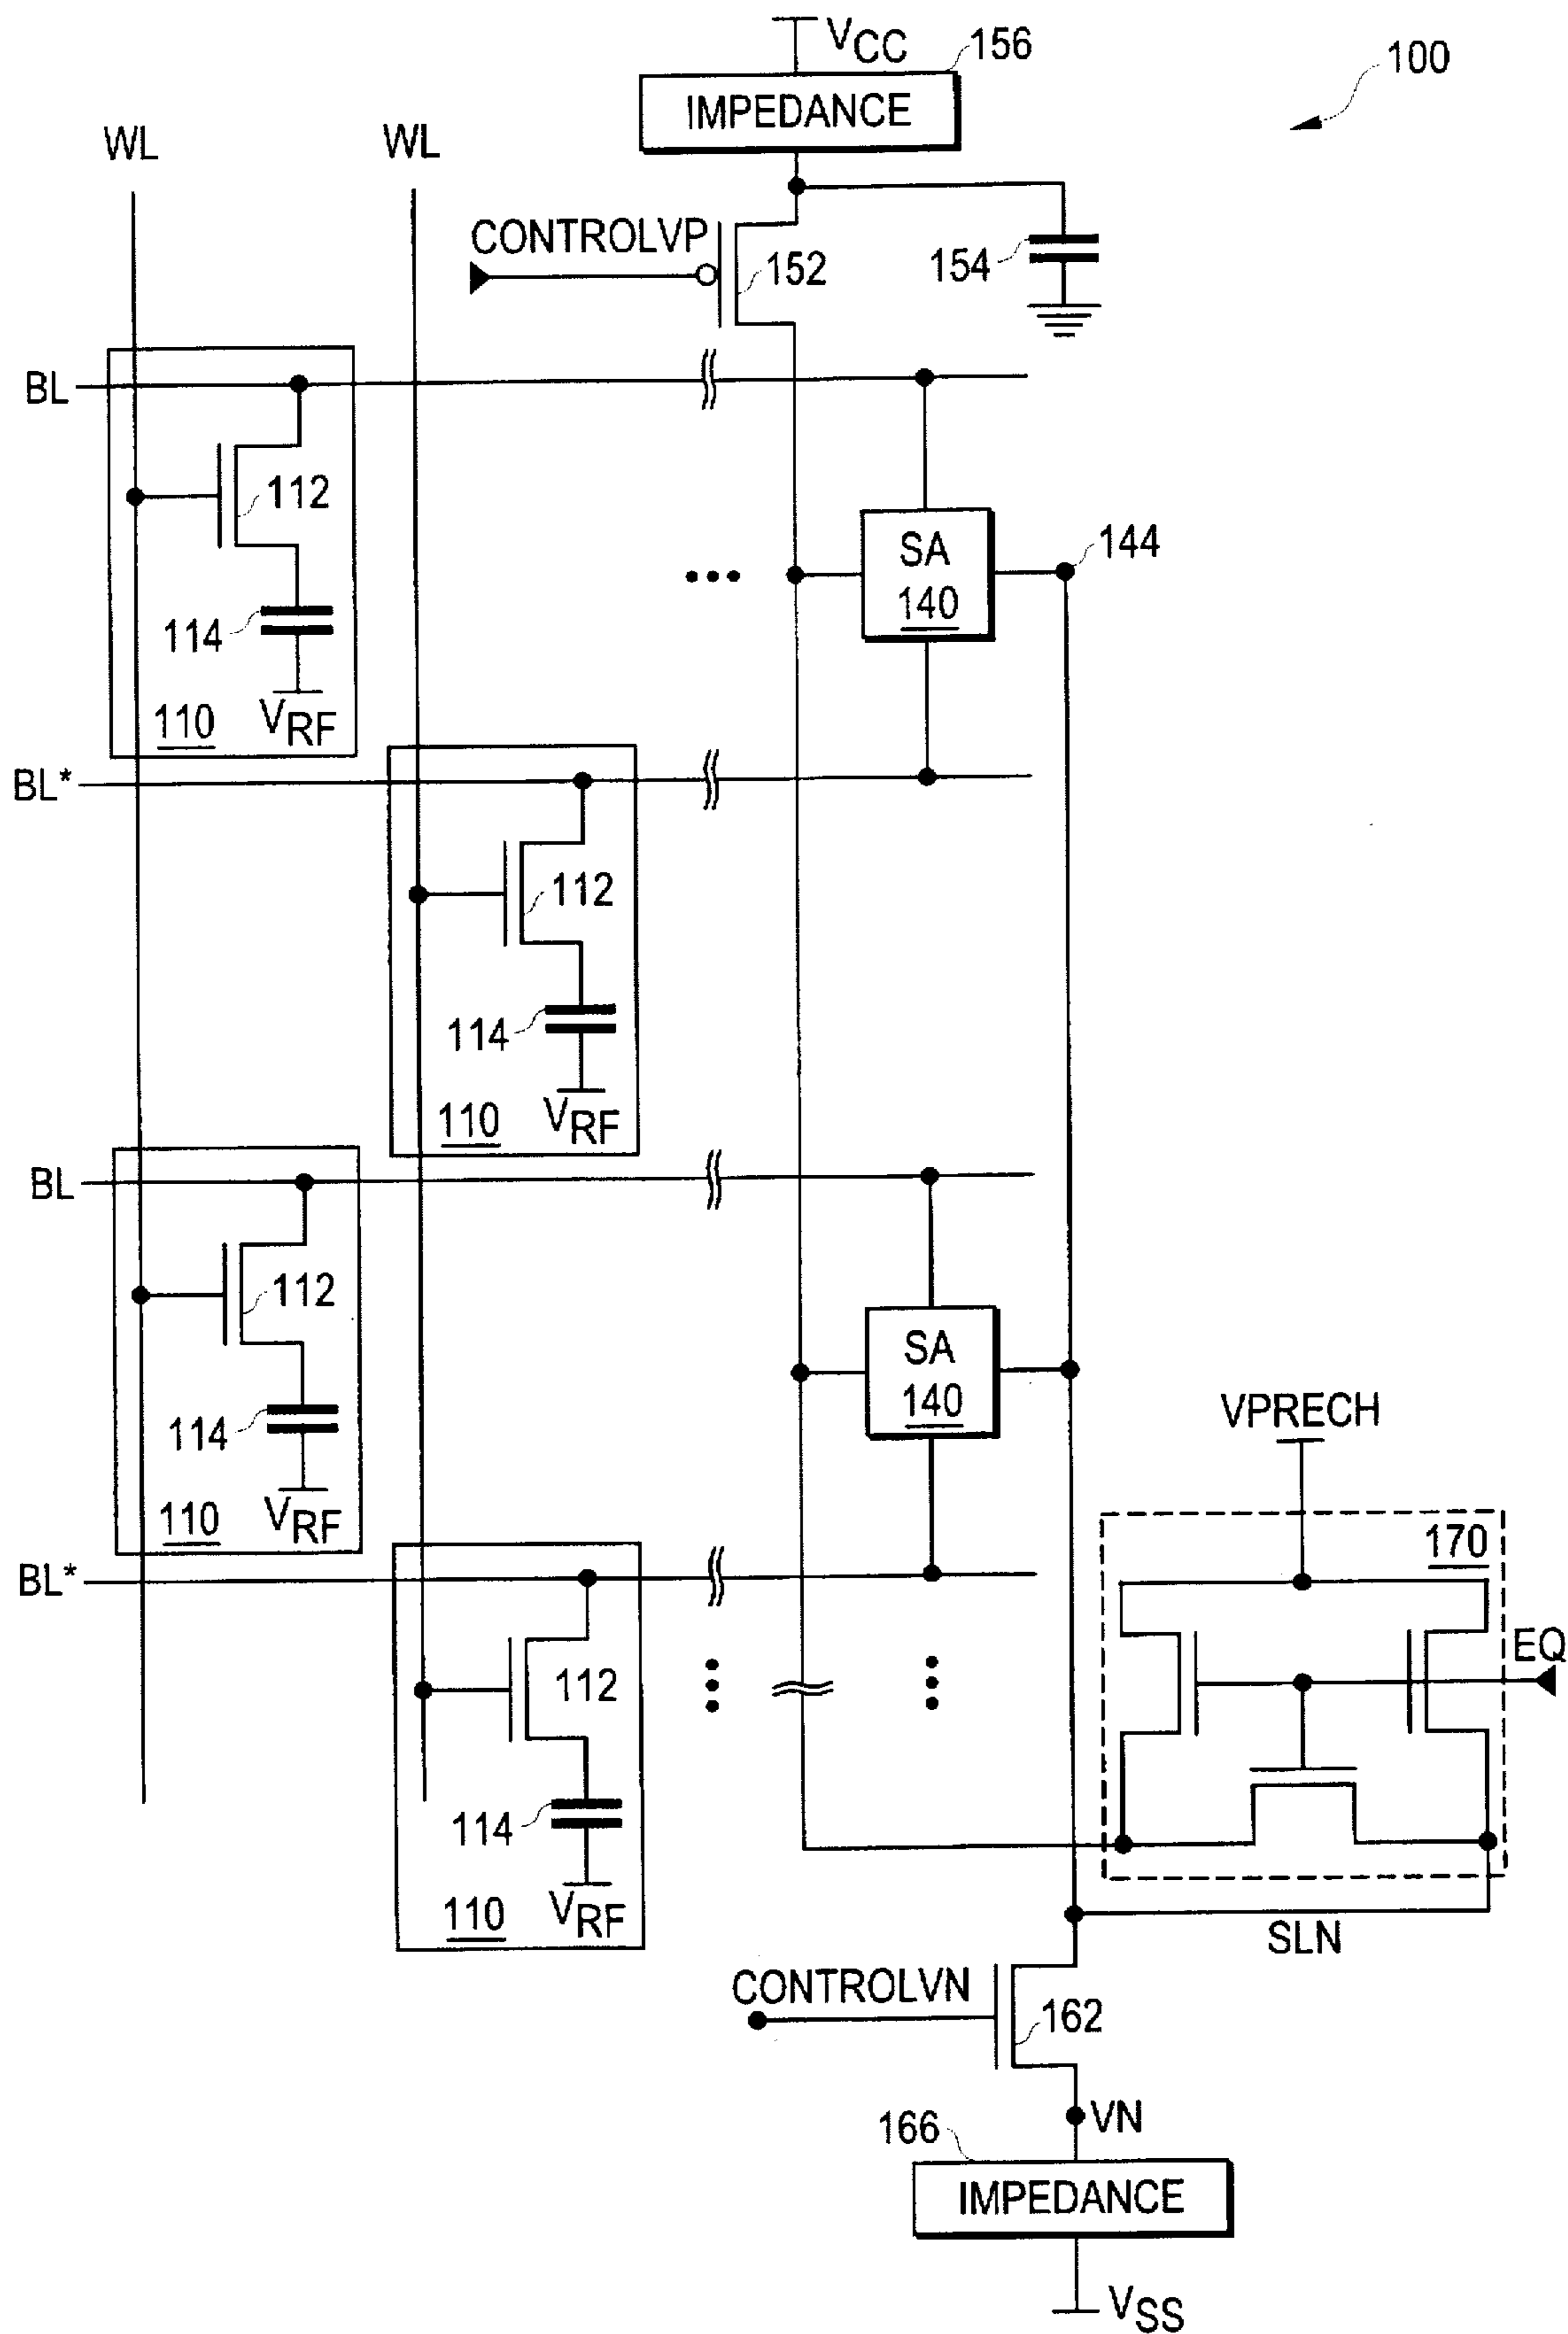 VCC
156
100
IMPEDANCE
WL
WL
CONTROLVP
152
154
BL
112
SA
140
144
114
VRF
110
BL*
112
114
VRF
110
BL
112
SA
140
VPRECH
114
VRF
110
170
BL*
EQ
112
114
VRF
110
SLN
CONTROLVN
162
VN
166
IMPEDANCE
VSS